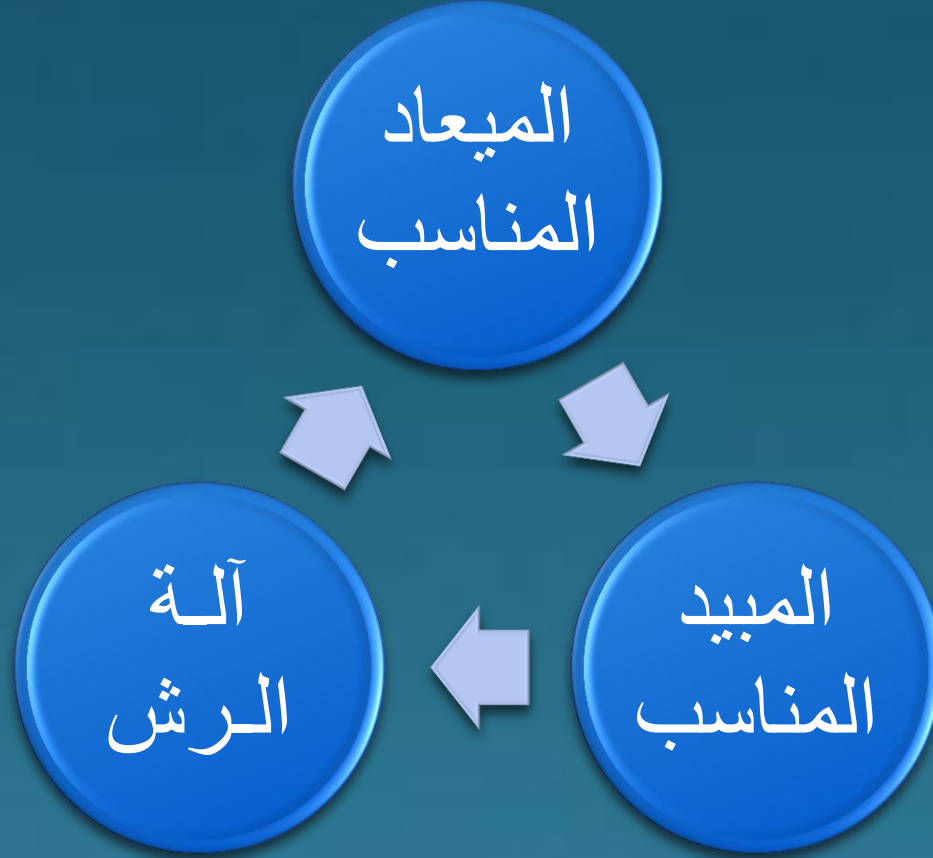 الميعاد
المناسب
المبيد
المناسب
آلـة
الـرش